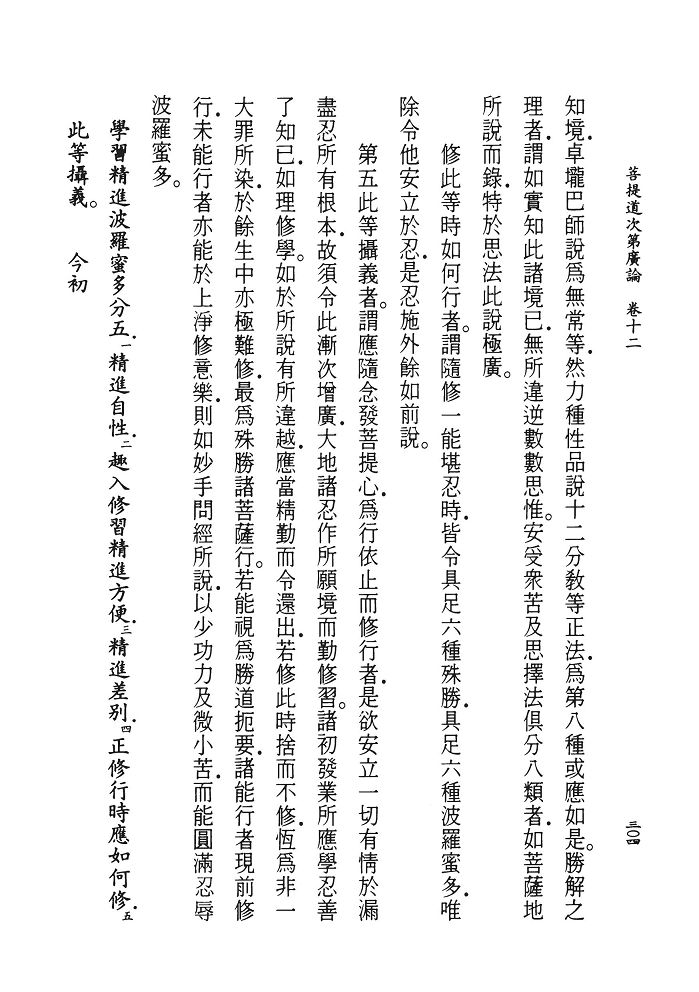 菩提道次第廣論　卷十二
三〇四
知境．卓壠巴師說爲無常等．然力種性品說十二分教等正法．爲第八種或應如是。勝解之
理者．謂如實知此諸境已．無所違逆數數思惟。安受衆苦及思擇法俱分八類者．如菩薩地
所說而錄．特於思法此說極廣。
修此等時如何行者。謂隨修一能堪忍時．皆令具足六種殊勝．具足六種波羅蜜多．唯
除令他安立於忍．是忍施外餘如前說。
第五此等攝義者。謂應隨念發菩提心．爲行依止而修行者．是欲安立一切有情於漏
盡忍所有根本．故須令此漸次增廣．大地諸忍作所願境而勤修習。諸初發業所應學忍善
了知已．如理修學。如於所說有所違越．應當精勤而令還出．若修此時捨而不修．恆爲非一
大罪所染．於餘生中亦極難修．最爲殊勝諸菩薩行。若能視爲勝道扼要．諸能行者現前修
行．未能行者亦能於上淨修意樂．則如妙手問經所說．以少功力及微小苦．而能圓滿忍辱
波羅蜜多。
學習精進波羅蜜多分五．一精進自性．二趣入修習精進方便．三精進差別．四正修行時應如何修．五
此等攝義。　今初